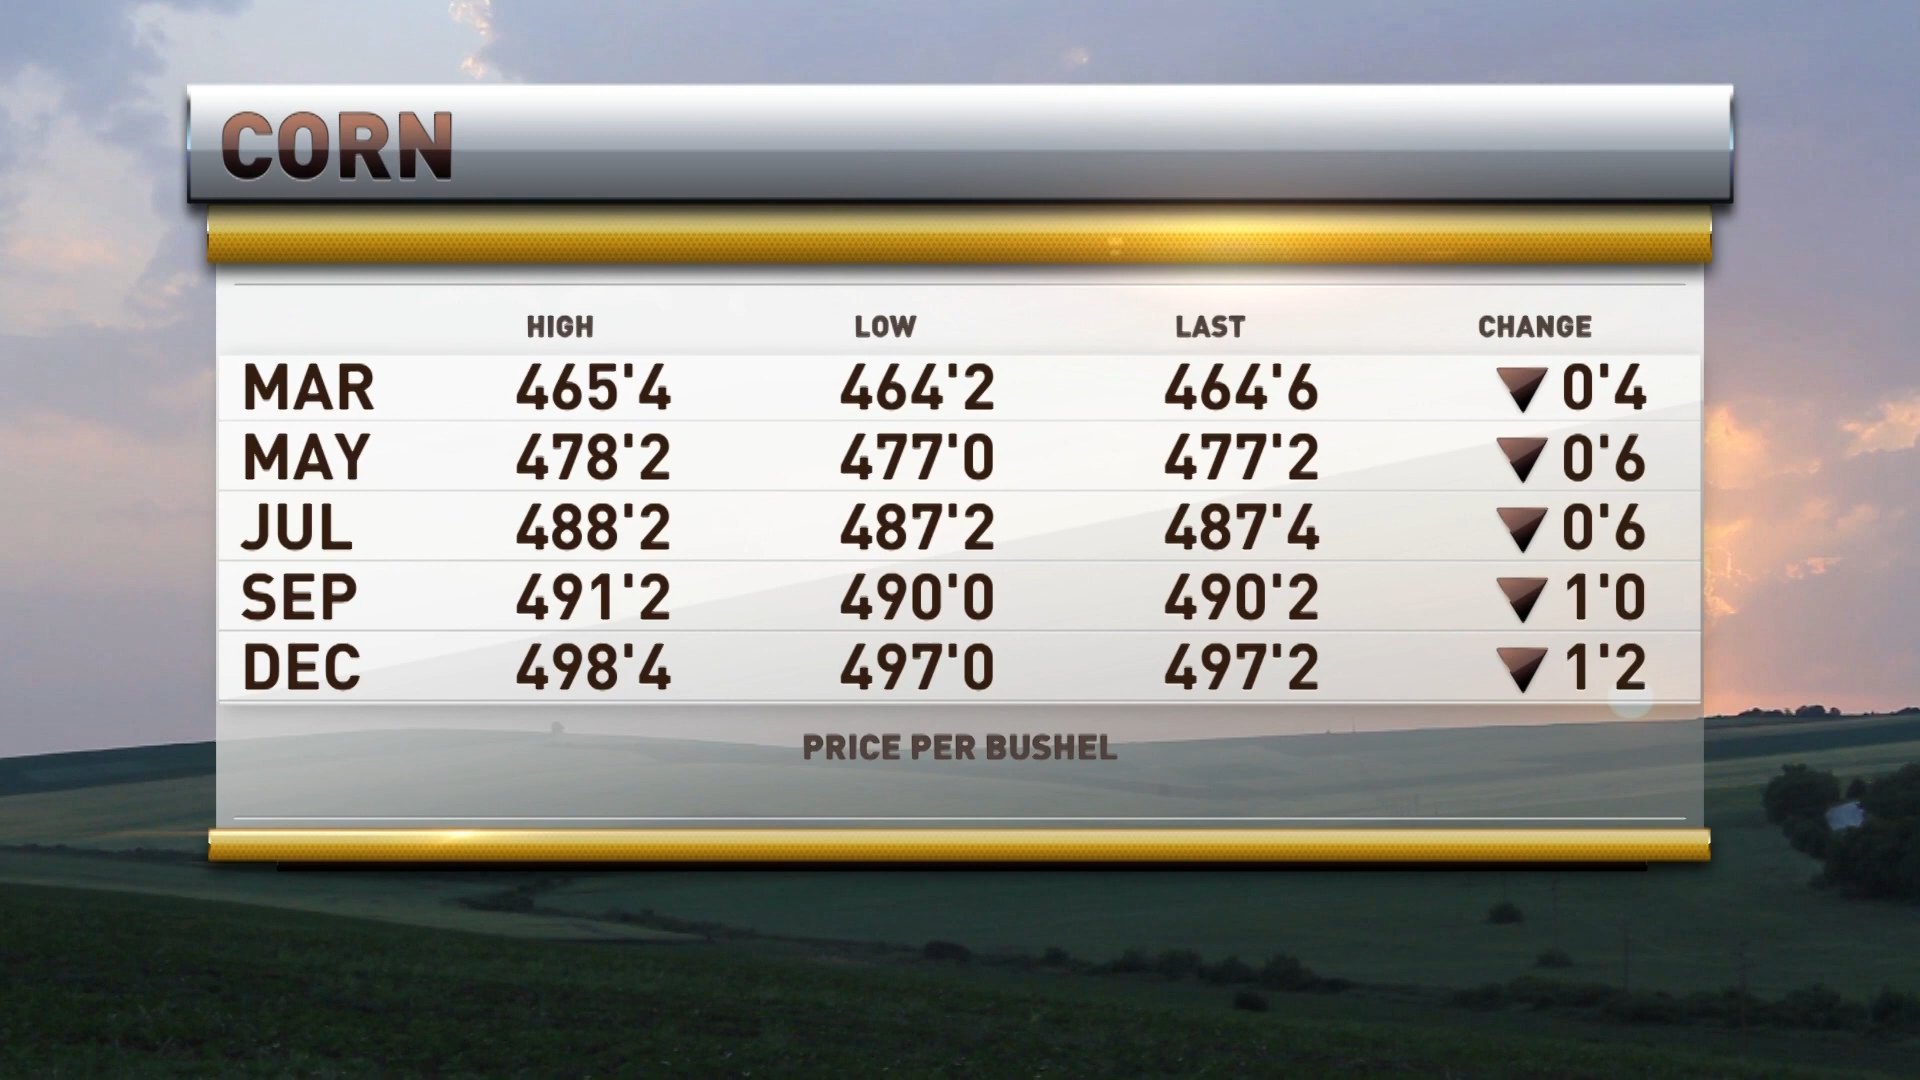 CORN
HIGH LOW LAST CHANGE
MAR 465'4 464'2 464'6 ▼ 0'4
MAY 478'2 477'0 477'2 ▼ 0'6
JUL 488'2 487'2 487'4 ▼ 0'6
SEP 491'2 490'0 490'2 ▼ 1'0
DEC 498'4 497'0 497'2 ▼ 1'2
PRICE PER BUSHEL